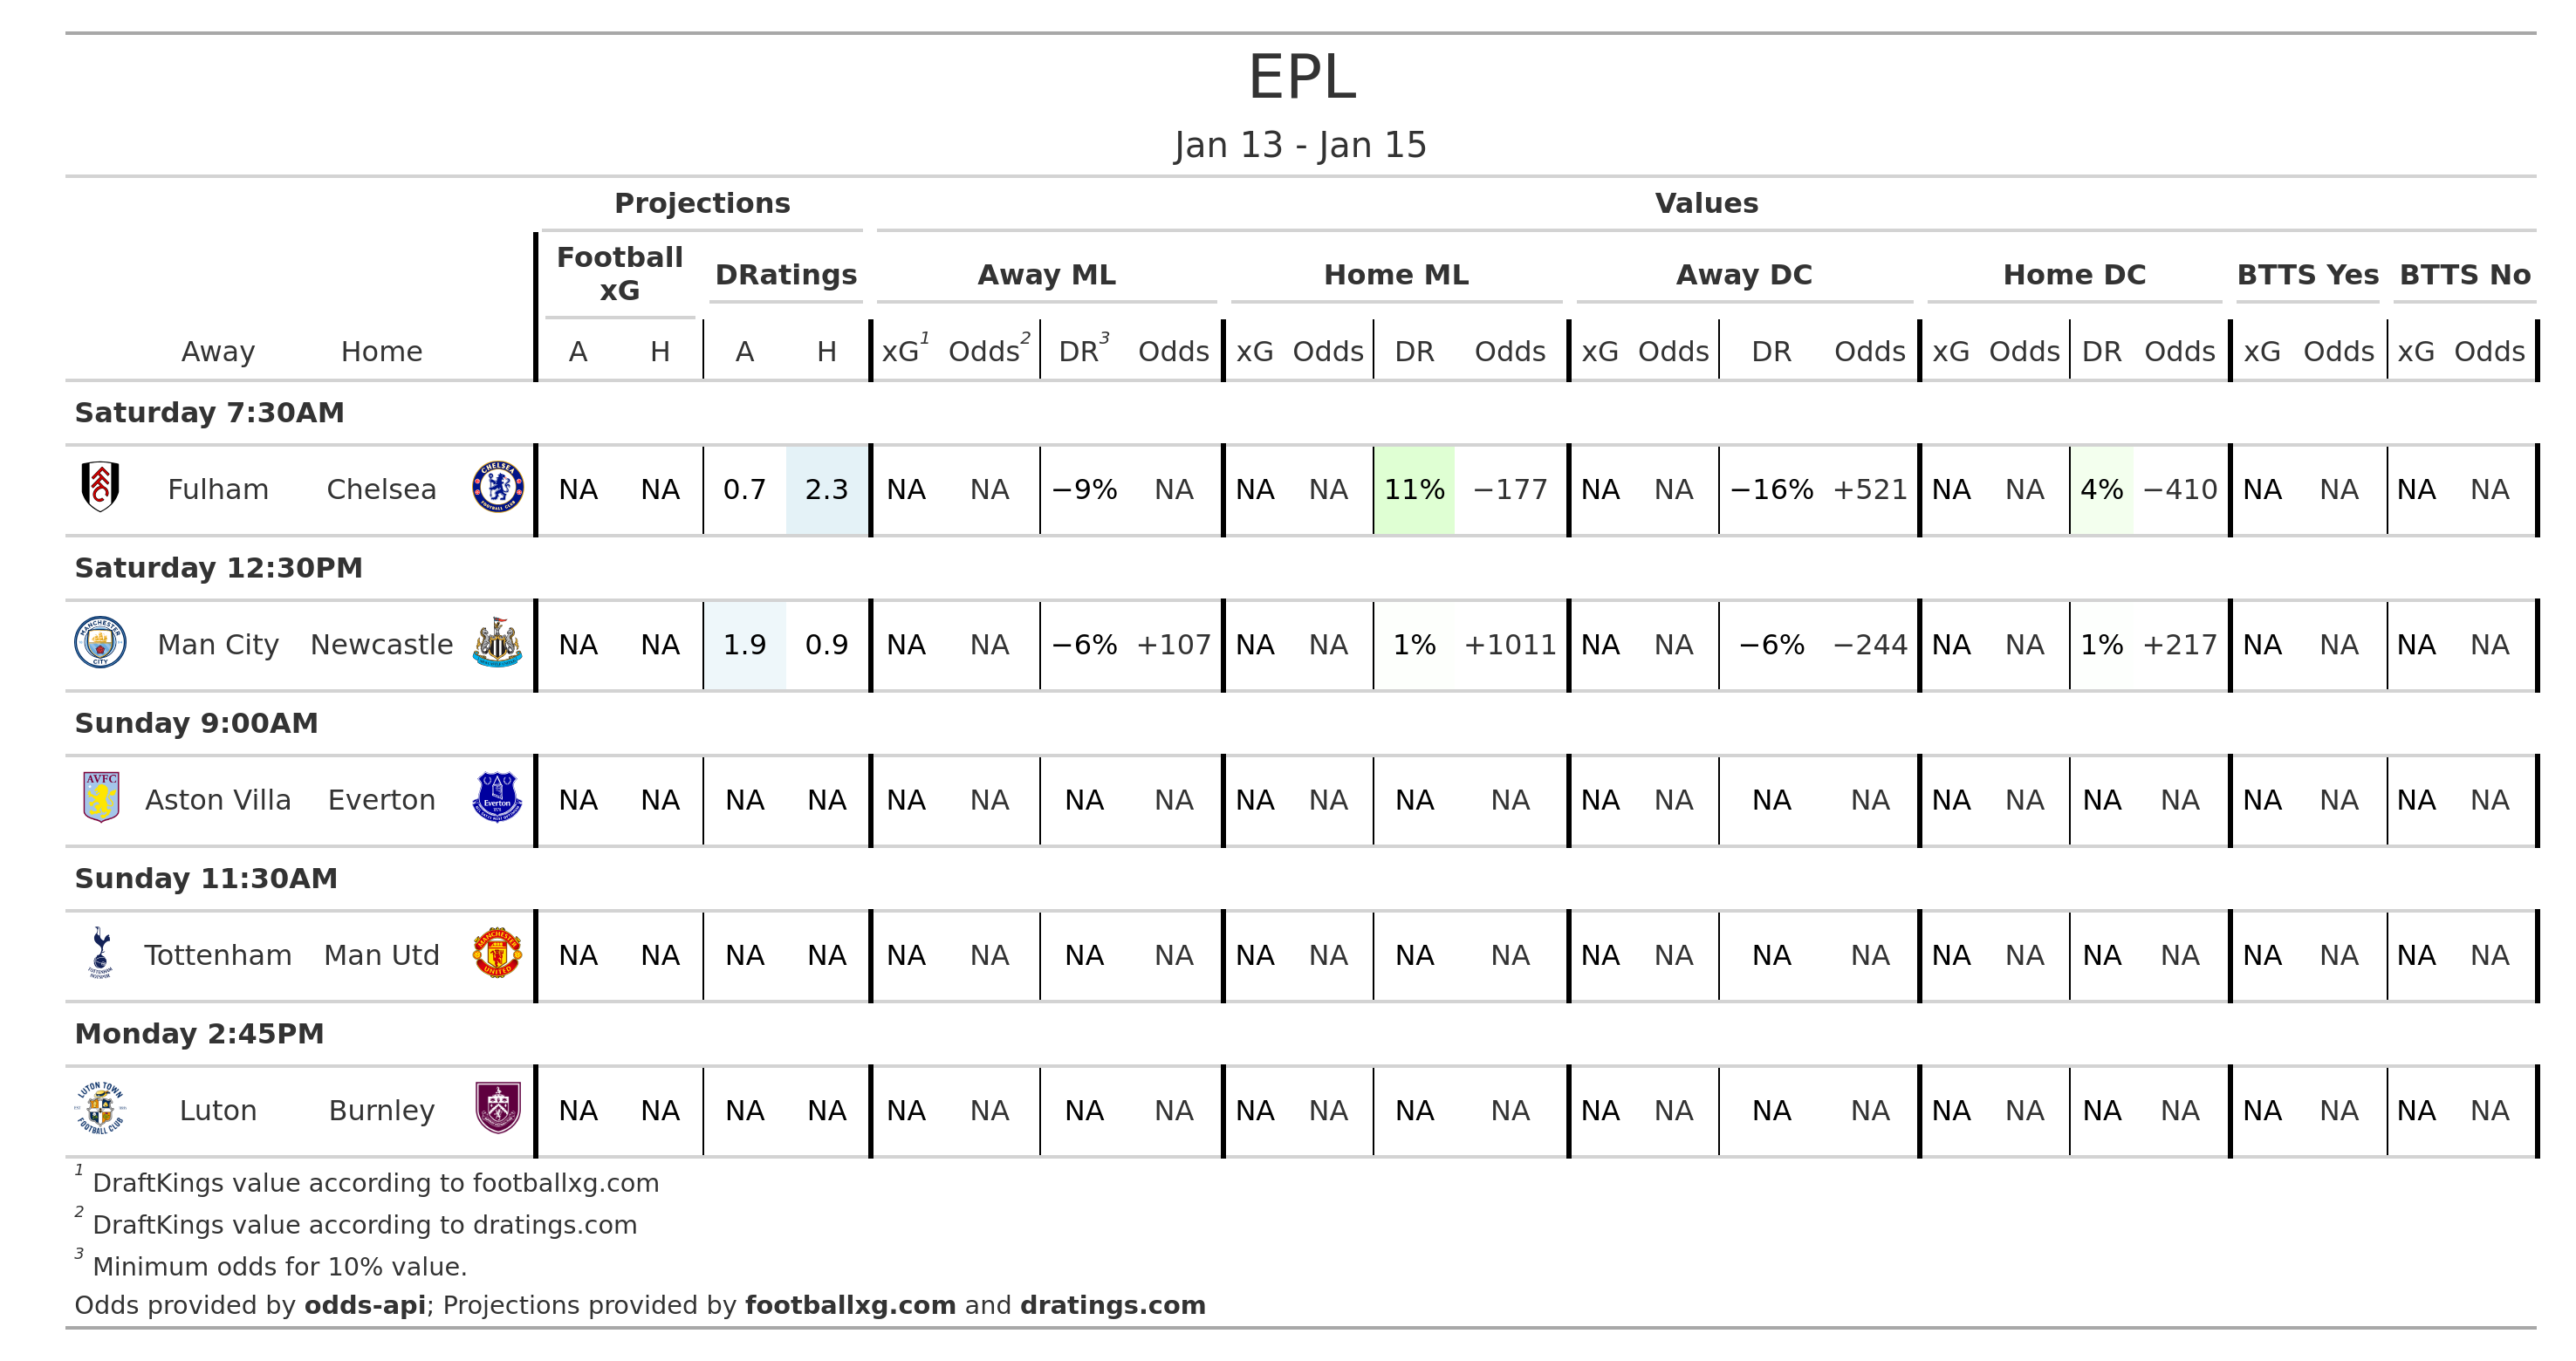 EPL
Jan 13 - Jan 15
Projections Values
Football xG DRatings Away ML Home ML Away DC Home DC BTTS Yes BTTS No
Away Home A H A H xG1 Odds2 DR3 Odds xG Odds DR Odds xG Odds DR Odds xG Odds DR Odds xG Odds xG Odds
Saturday 7:30AM
Fulham Chelsea NA NA 0.7 2.3 NA NA −9% NA NA NA 11% −177 NA NA −16% +521 NA NA 4% −410 NA NA NA NA
Saturday 12:30PM
Man City Newcastle NA NA 1.9 0.9 NA NA −6% +107 NA NA 1% +1011 NA NA −6% −244 NA NA 1% +217 NA NA NA NA
Sunday 9:00AM
AVFC Aston Villa Everton Everton NA NA NA NA NA NA NA NA NA NA NA NA NA NA NA NA NA NA NA NA NA NA NA NA
Sunday 11:30AM
Tottenham Man Utd NA NA NA NA NA NA NA NA NA NA NA NA NA NA NA NA NA NA NA NA NA NA NA NA
Monday 2:45PM
Luton Burnley NA NA NA NA NA NA NA NA NA NA NA NA NA NA NA NA NA NA NA NA NA NA NA NA
1 DraftKings value according to footballxg.com
2 DraftKings value according to dratings.com
3 Minimum odds for 10% value.
Odds provided by odds-api; Projections provided by footballxg.com and dratings.com